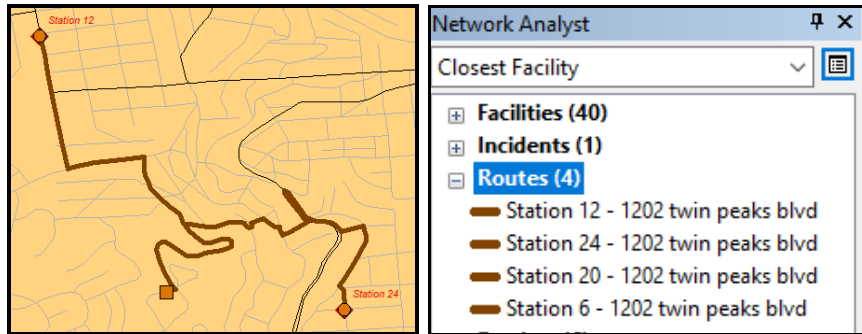 Station 12
Station 24
Network Analyst
Closest Facility
Facilities (40)
Incidents (1)
Routes (4)
Station 12 - 1202 twin peaks blvd
Station 24 - 1202 twin peaks blvd
Station 20 - 1202 twin peaks blvd
Station 6 - 1202 twin peaks blvd